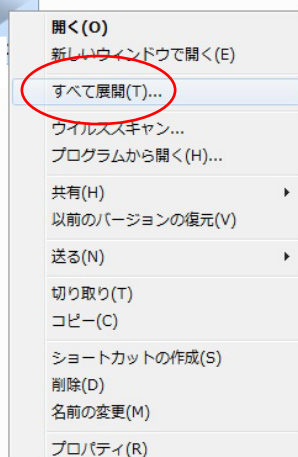 開く(O)
新しいウィンドウで開く(E)
すべて展開(T)...
ウイルススキャン...
プログラムから開く(H)...
共有(H)
以前のバージョンの復元(V)
送る(N)
切り取り(T)
コピー(C)
ショートカットの作成(S)
削除(D)
名前の変更(M)
プロパティ(R)